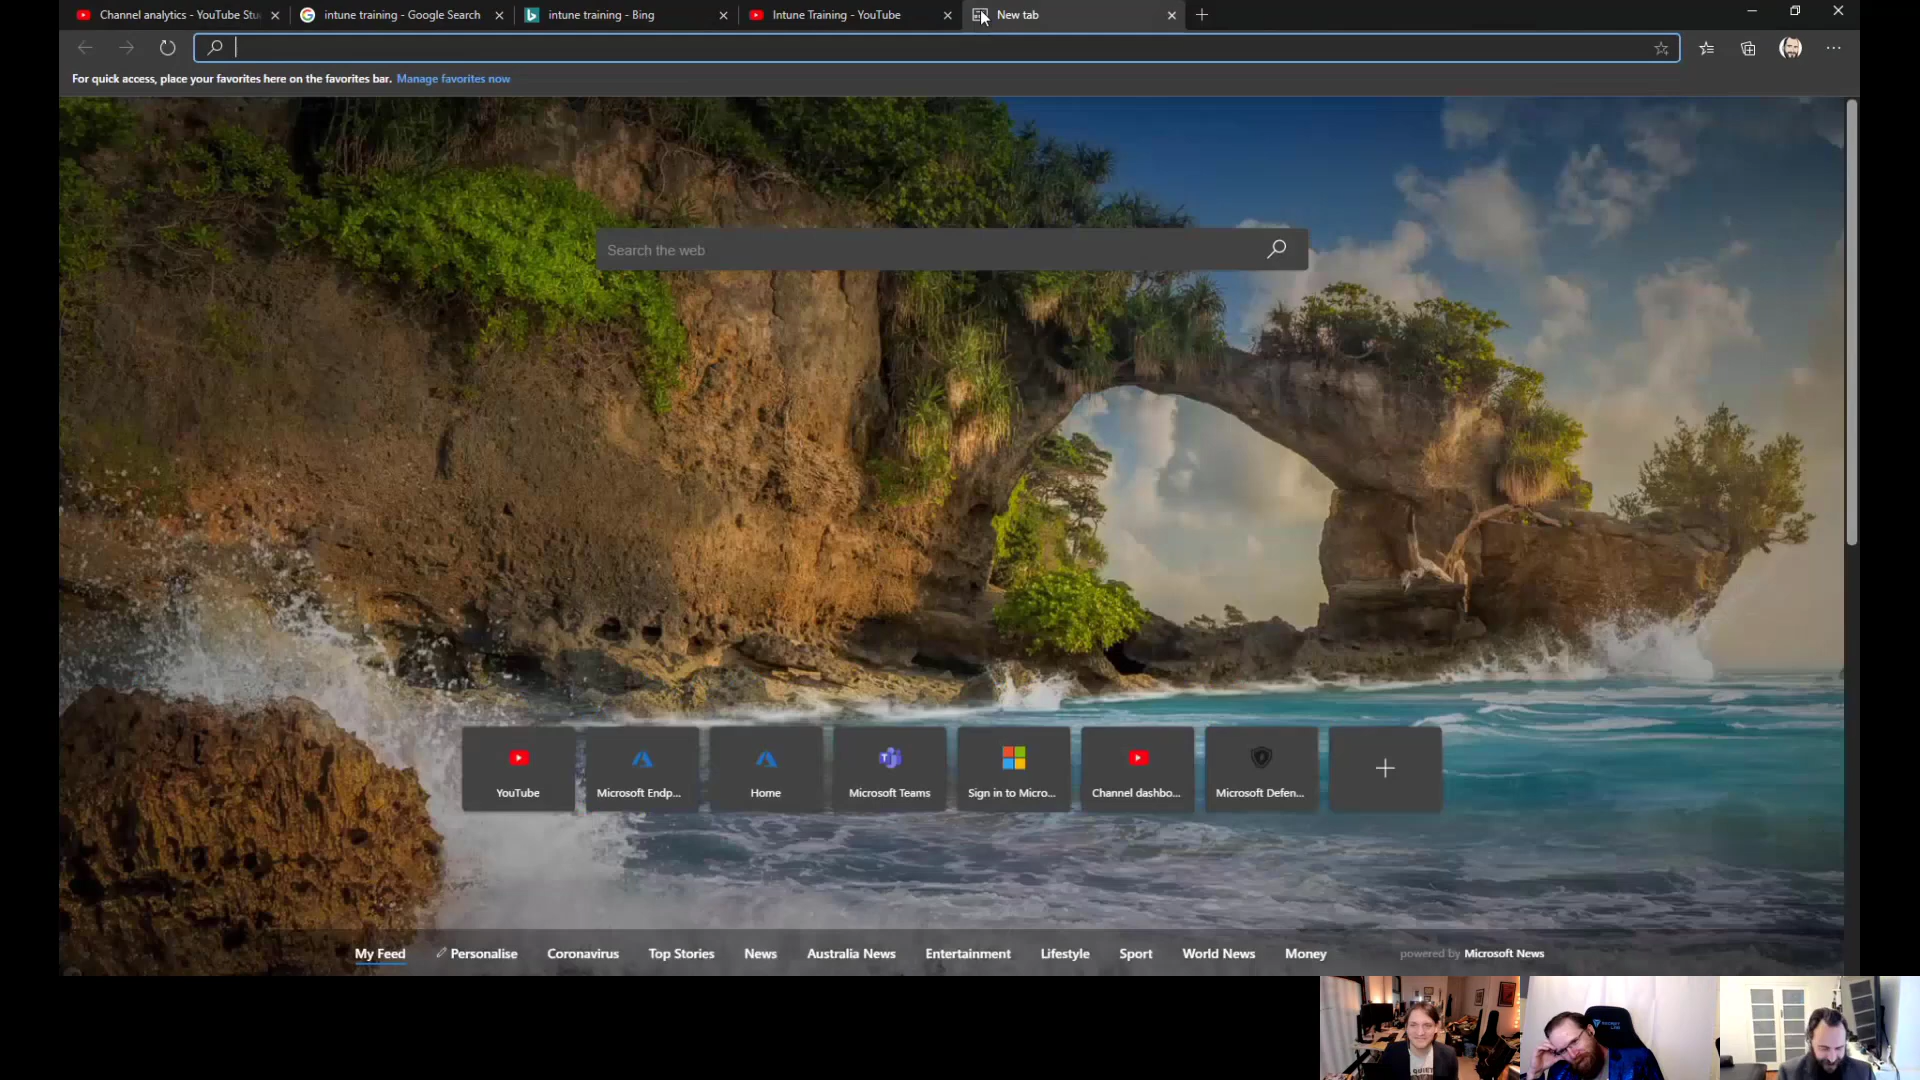 Channel analytics - YouTube Stu
intune training - Google Search
intune training - Bing
Intune Training - YouTube
New tab
For quick access, place your favorites here on the favorites bar. Manage favorites now
Search the web
YouTube
Microsoft Endp...
Home
Microsoft Teams
Sign in to Micro...
Channel dashbo...
Microsoft Defen...
My Feed
Personalise
Coronavirus
Top Stories
News
Australia News
Entertainment
Lifestyle
Sport
World News
Money
powered by Microsoft News
QUIET